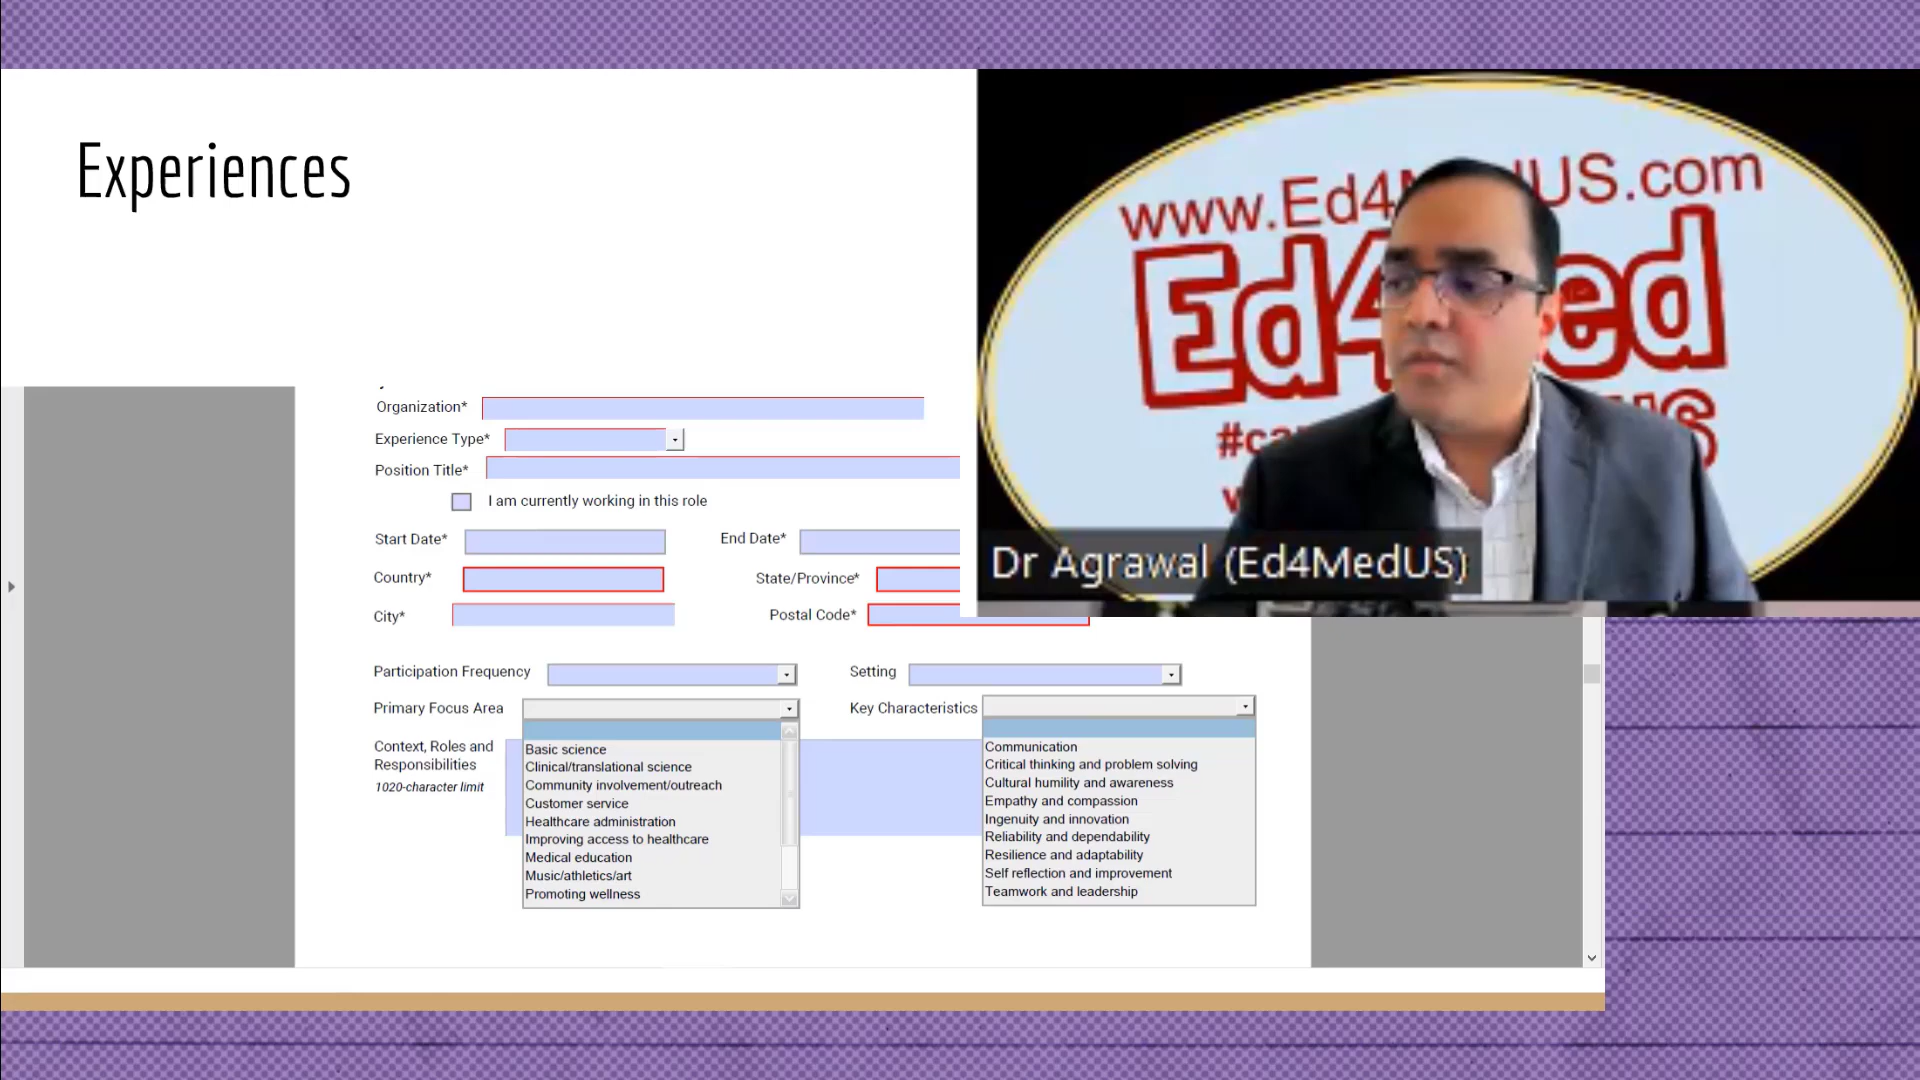 Experiences
Organization*
Experience Type*
Position Title*
I am currently working in this role
Start Date*
End Date*
Country*
State/Province*
City*
Postal Code*
Participation Frequency
Setting
Primary Focus Area
Key Characteristics
Context, Roles and
Responsibilities
1020-character limit
Basic science
Clinical/translational science
Community involvement/outreach
Customer service
Healthcare administration
Improving access to healthcare
Medical education
Music/athletics/art
Promoting wellness
Communication
Critical thinking and problem solving
Cultural humility and awareness
Empathy and compassion
Ingenuity and innovation
Reliability and dependability
Resilience and adaptability
Self reflection and improvement
Teamwork and leadership
www.Ed4MedUS.com
Ed4Med
Dr Agrawal (Ed4MedUS)